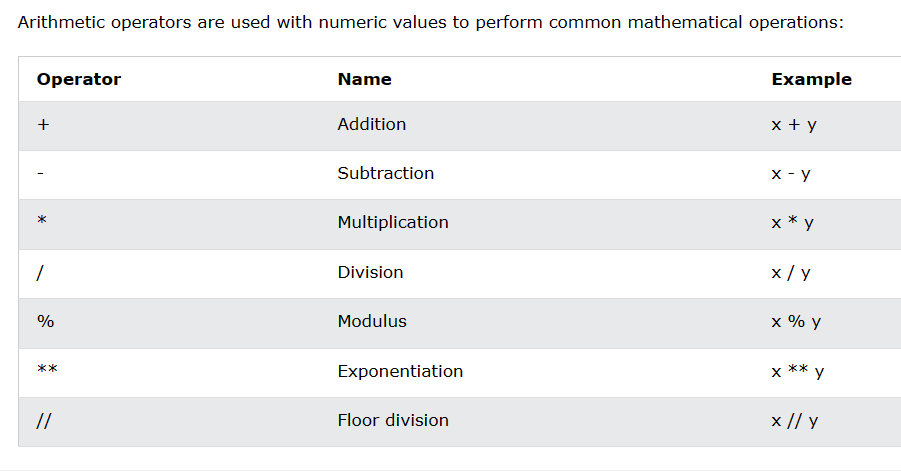 Arithmetic operators are used with numeric values to perform common mathematical operations:
Operator Name Example
+ Addition x + y
- Subtraction x - y
* Multiplication x * y
/ Division x / y
% Modulus x % y
** Exponentiation x ** y
// Floor division x // y